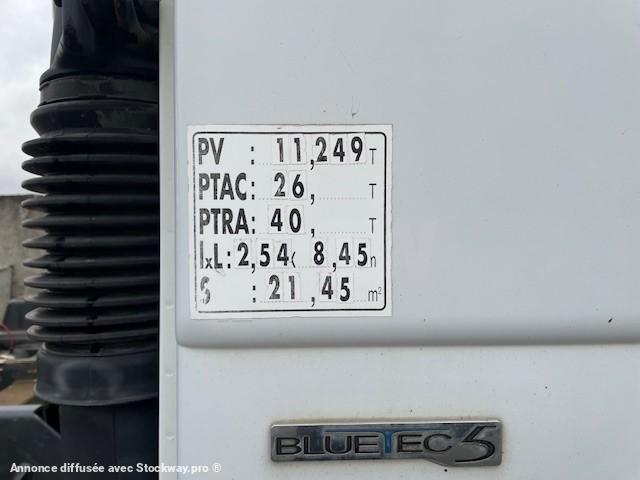 PV : 11,249 T
PTAC: 26, T
PTRA: 40, T
lxL: 2,54x 8,45m
S : 21,45 m²
BLUETEC 5
Annonce diffusée avec Stockway.pro ®